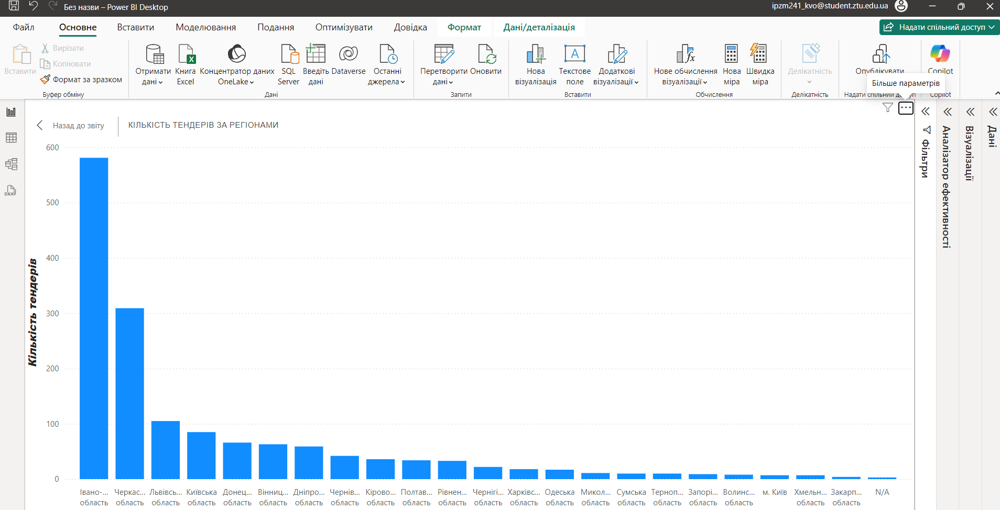 Без назви – Power BI Desktop
ipzm241_kvo@student.ztu.edu.ua
Файл Основне Вставити Моделювання Подання Оптимізувати Довідка Формат Дані/деталізація
Надати спільний доступ
Вставити
Вирізати
Копіювати
Формат за зразком
Буфер обміну
Отримати
дані
Книга
Excel
Концентратор даних
OneLake
SQL
Server
Введіть
дані
Dataverse
Останні
джерела
Дані
Перетворити
дані
Оновити
Запити
Нова
візуалізація
Текстове
поле
Додаткові
візуалізації
Вставити
Нове обчислення
візуалізації
Нова
міра
Швидка
міра
Обчислення
Делікатність
Делікатність
Опублікувати
Надати спільний доступ
Copilot
Copilot
Більше параметрів
Назад до звіту
КІЛЬКІСТЬ ТЕНДЕРІВ ЗА РЕГІОНАМИ
Фільтри
Аналізатор ефективності
Візуалізації
Дані
DAX
Кількість тендерів
600
500
400
300
200
100
0
Івано-...
область
Черкас...
область
Львівсь...
область
Київська
область
Донец...
область
Вінниц...
область
Дніпро...
область
Чернів...
область
Кірово...
область
Полтав...
область
Рівнен...
область
Чернігі...
область
Харківс...
область
Одеська
область
Микол...
область
Сумська
область
Терноп...
область
Запорі...
область
Волинс...
область
м. Київ
Хмельн...
область
Закарп...
область
N/A